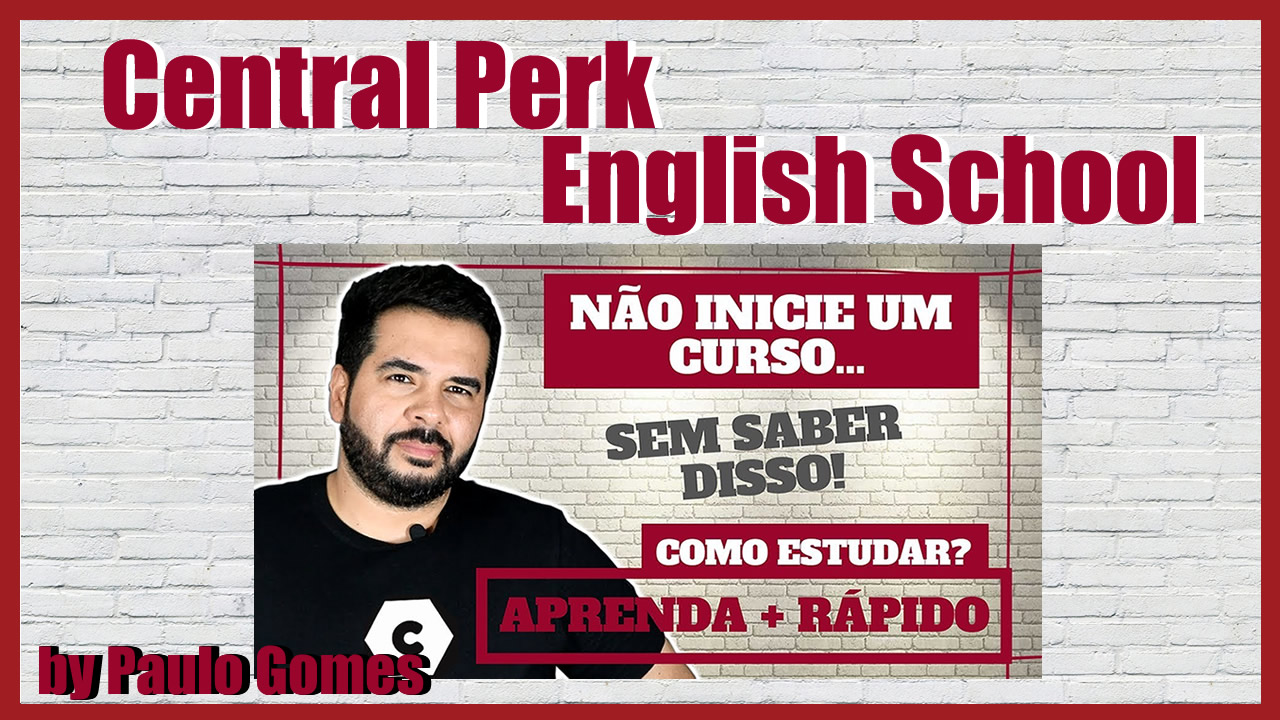 Central Perk
English School
NÃO INICIE UM
CURSO...
SEM SABER
DISSO!
COMO ESTUDAR?
APRENDA + RÁPIDO
C
by Paulo Gomes